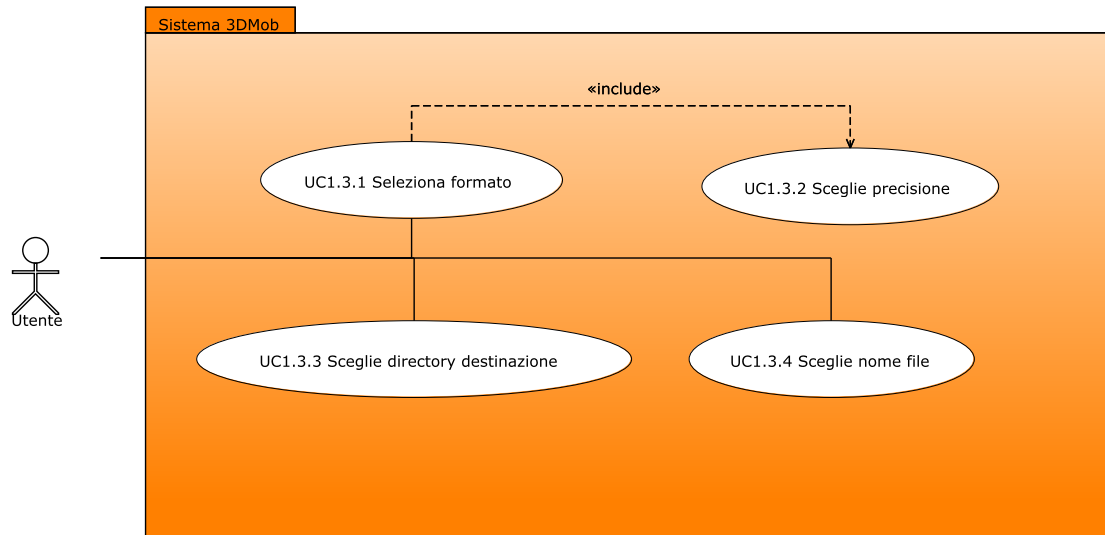 Sistema 3DMob
«include»
UC1.3.1 Seleziona formato
UC1.3.2 Sceglie precisione
Utente
UC1.3.3 Sceglie directory destinazione
UC1.3.4 Sceglie nome file